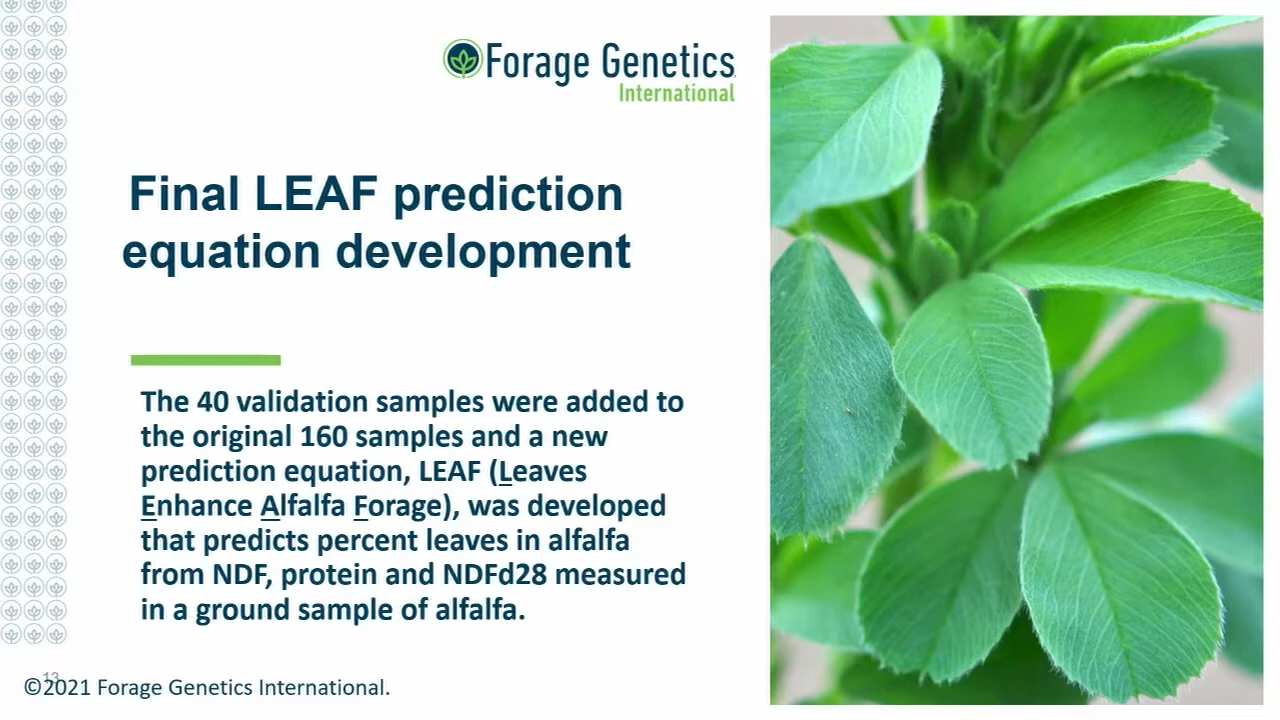 Forage Genetics
International
Final LEAF prediction
equation development
The 40 validation samples were added to
the original 160 samples and a new
prediction equation, LEAF (Leaves
Enhance Alfalfa Forage), was developed
that predicts percent leaves in alfalfa
from NDF, protein and NDFd28 measured
in a ground sample of alfalfa.
13
©2021 Forage Genetics International.